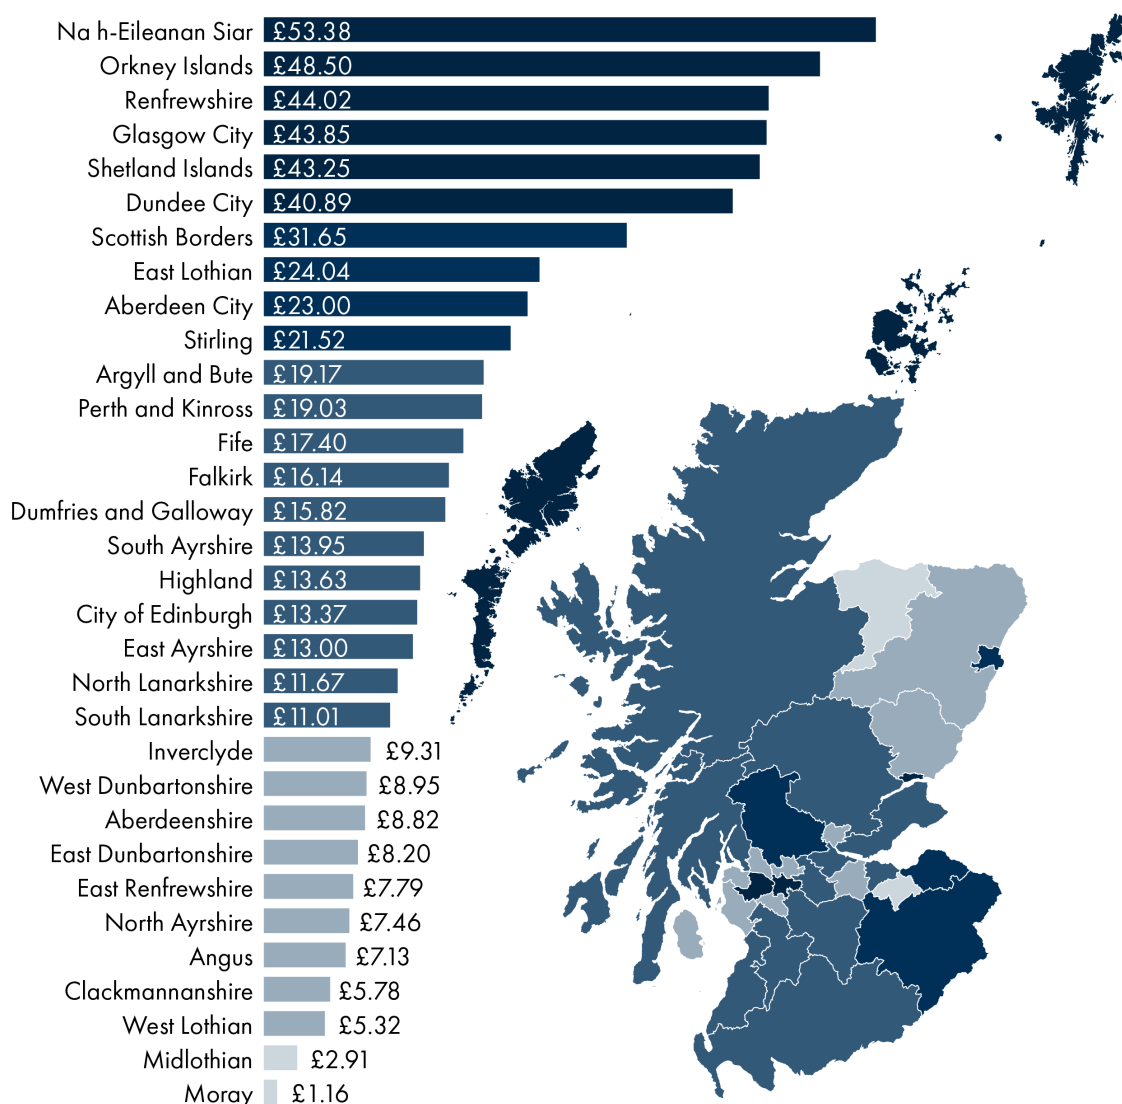 Na h-Eileanan Siar £53.38
Orkney Islands £48.50
Renfrewshire £44.02
Glasgow City £43.85
Shetland Islands £43.25
Dundee City £40.89
Scottish Borders £31.65
East Lothian £24.04
Aberdeen City £23.00
Stirling £21.52
Argyll and Bute £19.17
Perth and Kinross £19.03
Fife £17.40
Falkirk £16.14
Dumfries and Galloway £15.82
South Ayrshire £13.95
Highland £13.63
City of Edinburgh £13.37
East Ayrshire £13.00
North Lanarkshire £11.67
South Lanarkshire £11.01
Inverclyde £9.31
West Dunbartonshire £8.95
Aberdeenshire £8.82
East Dunbartonshire £8.20
East Renfrewshire £7.79
North Ayrshire £7.46
Angus £7.13
Clackmannanshire £5.78
West Lothian £5.32
Midlothian £2.91
Moray £1.16